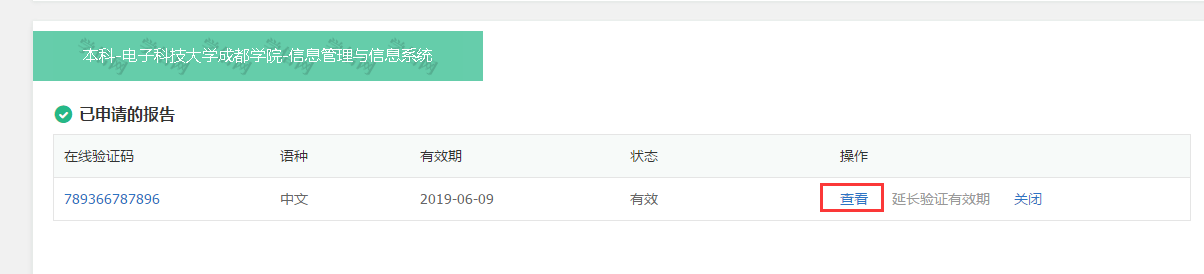 本科-电子科技大学成都学院-信息管理与信息系统
已申请的报告
在线验证码 语种 有效期 状态 操作
789366787896 中文 2019-06-09 有效 查看 延长验证有效期 关闭